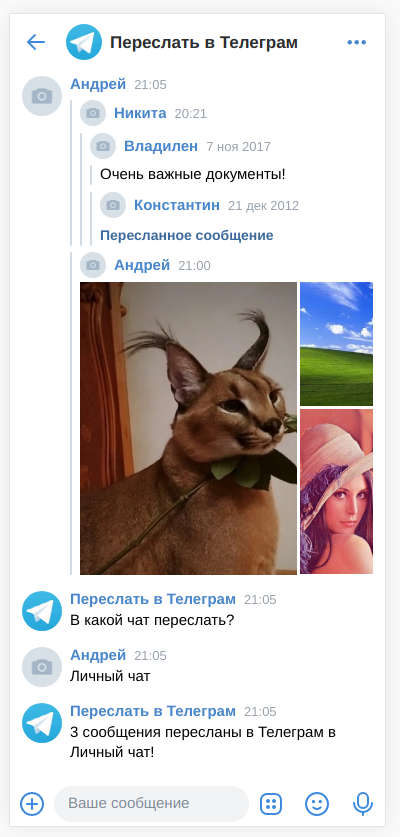 Переслать в Телеграм
Андрей 21:05
Никита 20:21
Владилен 7 ноя 2017
Очень важные документы!
Константин 21 дек 2012
Пересланное сообщение
Андрей 21:00
Переслать в Телеграм 21:05
В какой чат переслать?
Андрей 21:05
Личный чат
Переслать в Телеграм 21:05
3 сообщения пересланы в Телеграм в
Личный чат!
Ваше сообщение